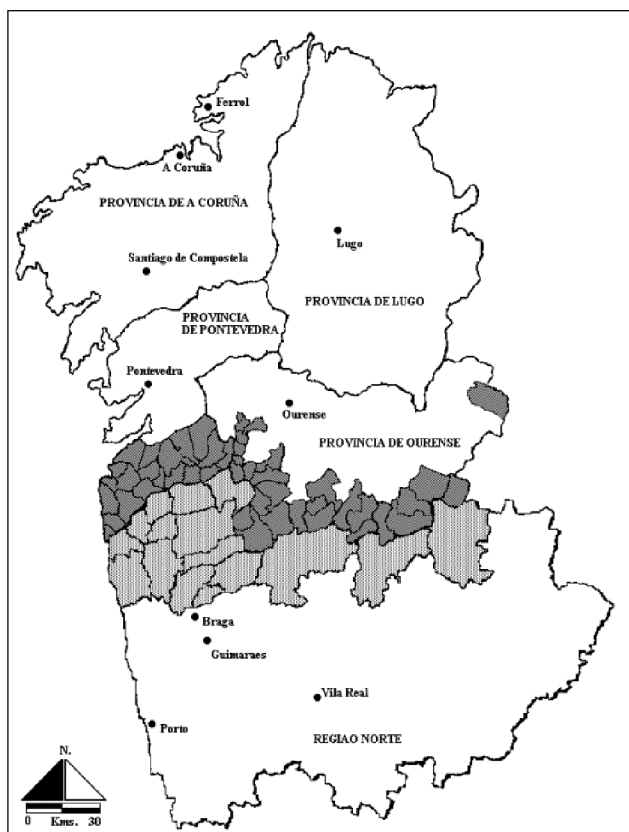 Ferrol
A Coruña
PROVINCIA DE A CORUÑA
Lugo
Santiago de Compostela
PROVINCIA DE LUGO
PROVINCIA
DE PONTEVEDRA
Pontevedra
Ourense
PROVINCIA DE OURENSE
Braga
Guimaraes
Vila Real
Porto
REGIAO NORTE
N.
0 Kms. 30